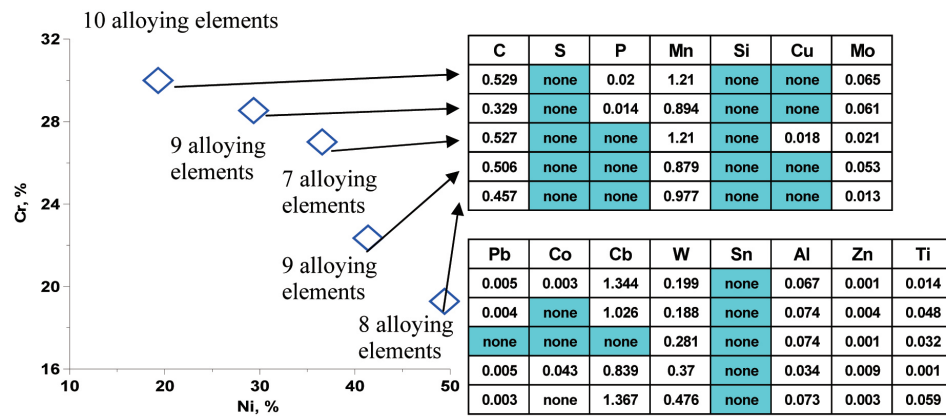 10 alloying elements
32
28
24
20
16
Cr, %
10 20 30 40 50
Ni, %
9 alloying
elements
7 alloying
elements
9 alloying
elements
8 alloying
elements
C S P Mn Si Cu Mo
0.529 none 0.02 1.21 none none 0.065
0.329 none 0.014 0.894 none none 0.061
0.527 none none 1.21 none 0.018 0.021
0.506 none none 0.879 none none 0.053
0.457 none none 0.977 none none 0.013
Pb Co Cb W Sn Al Zn Ti
0.005 0.003 1.344 0.199 none 0.067 0.001 0.014
0.004 none 1.026 0.188 none 0.074 0.004 0.048
none none none 0.281 none 0.074 0.001 0.032
0.005 0.043 0.839 0.37 none 0.034 0.009 0.001
0.003 none 1.367 0.476 none 0.073 0.003 0.059